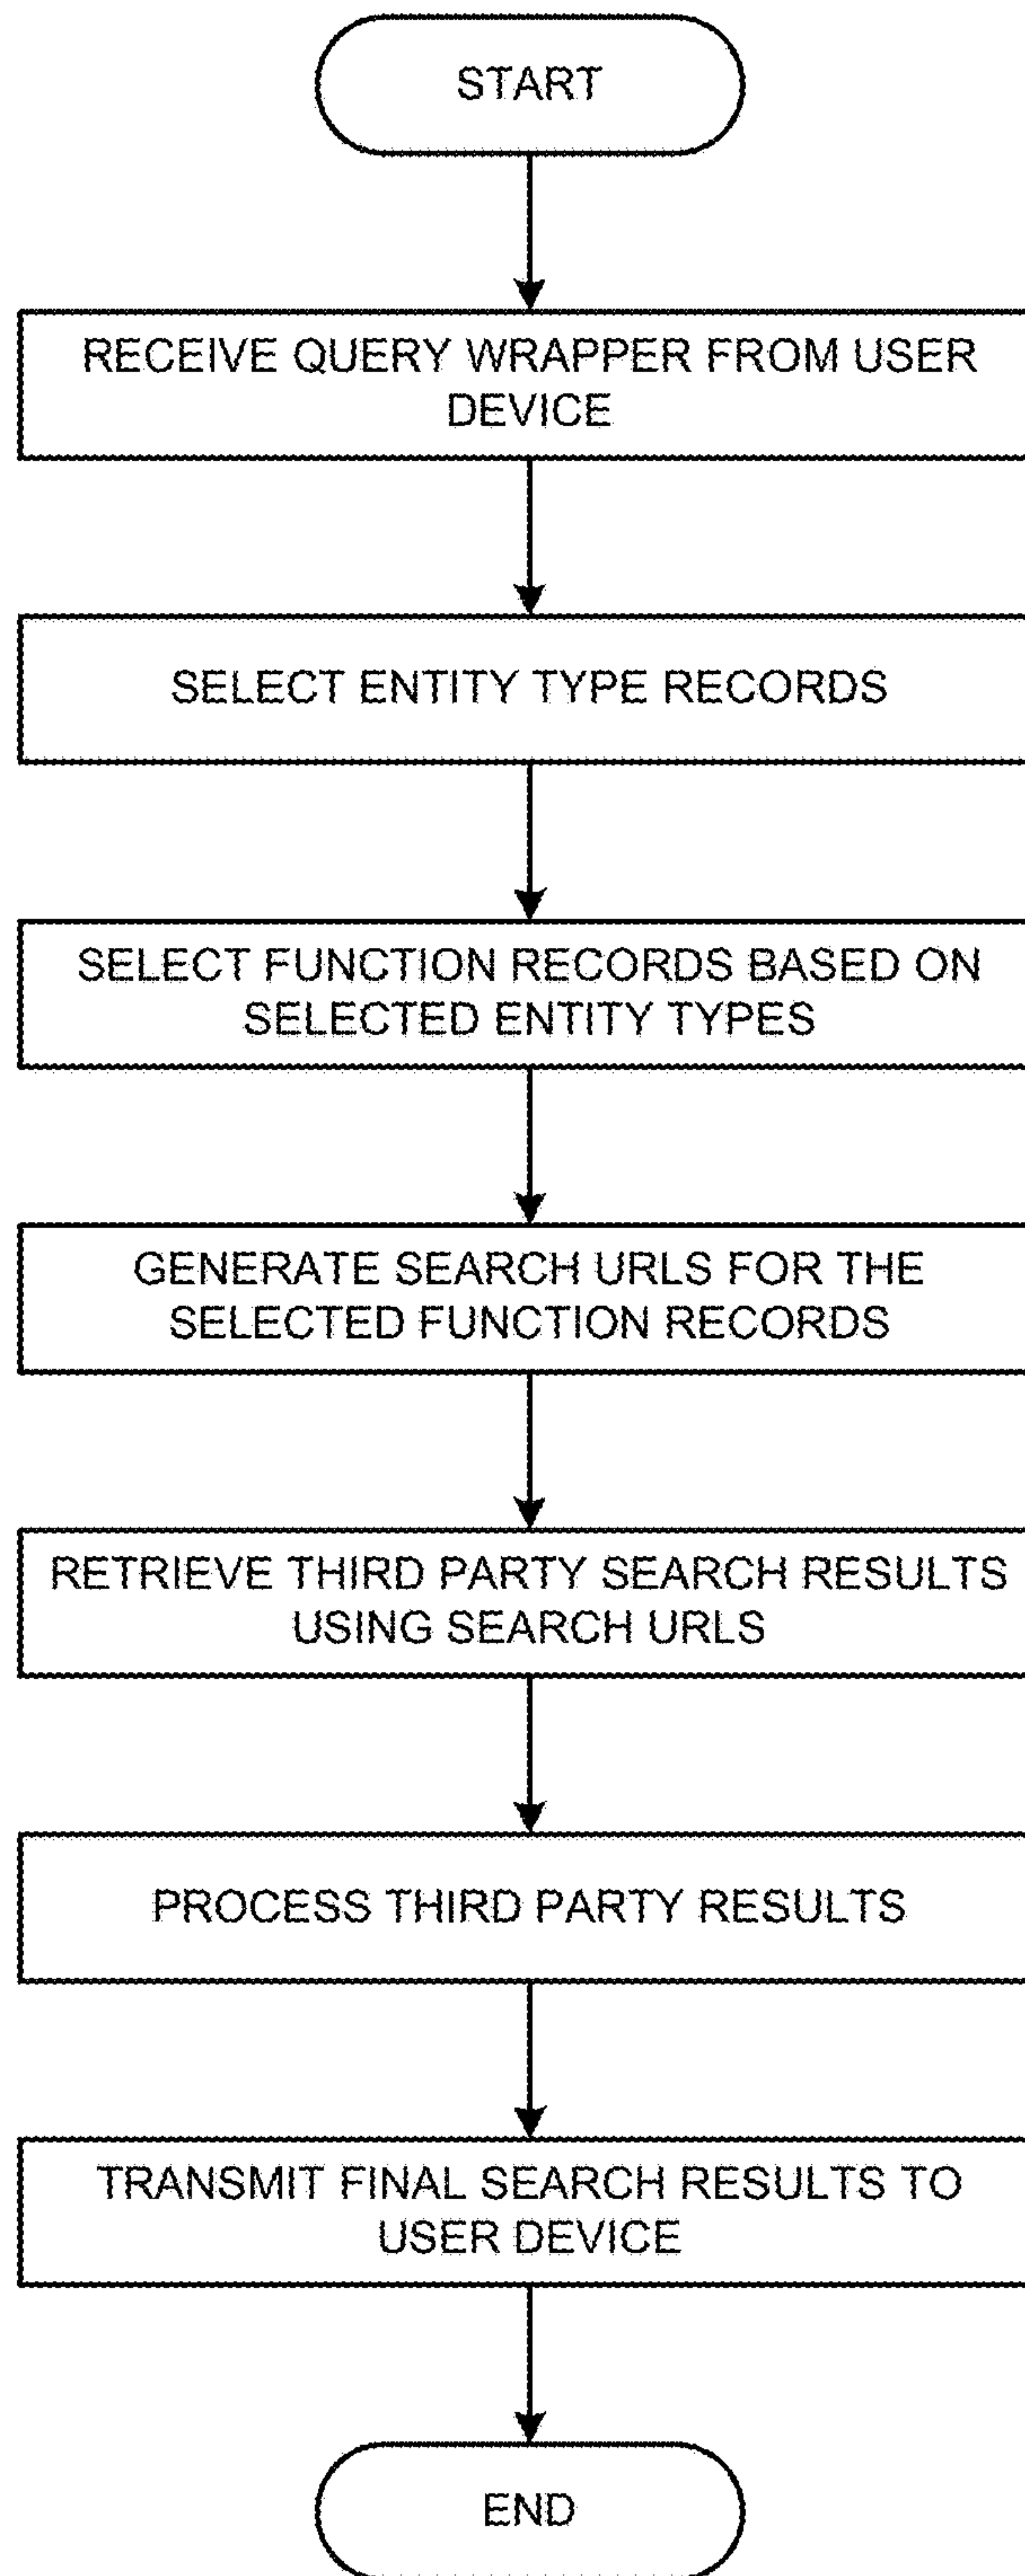 START
RECEIVE QUERY WRAPPER FROM USER
DEVICE
SELECT ENTITY TYPE RECORDS
SELECT FUNCTION RECORDS BASED ON
SELECTED ENTITY TYPES
GENERATE SEARCH URLS FOR THE
SELECTED FUNCTION RECORDS
RETRIEVE THIRD PARTY SEARCH RESULTS
USING SEARCH URLS
PROCESS THIRD PARTY RESULTS
TRANSMIT FINAL SEARCH RESULTS TO
USER DEVICE
END